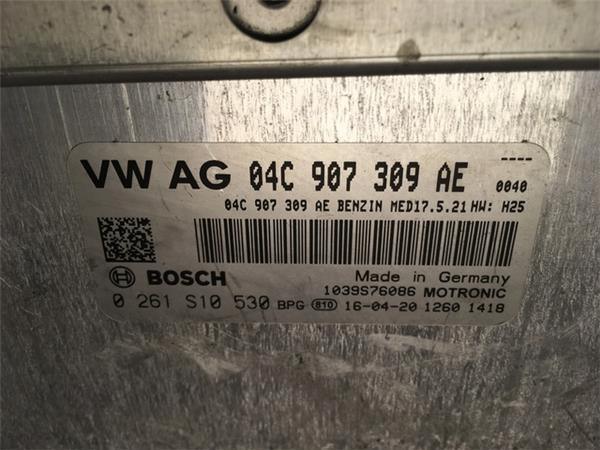 ----
VW AG 04C 907 309 AE 0040
04C 907 309 AE BENZIN MED17.5.21 HW: H25
BOSCH Made in Germany
1039S76086 MOTRONIC
0 261 S10 530 BPG 810 16-04-20 1260 1418